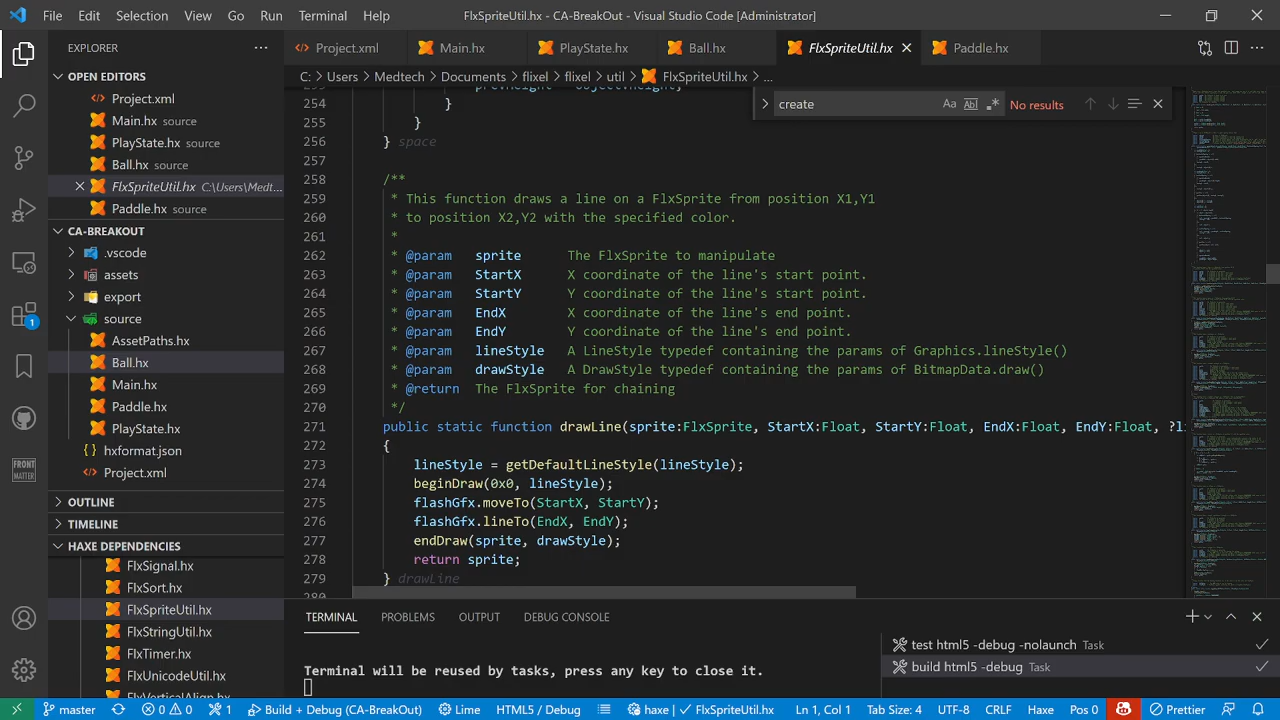 File Edit Selection View Go Run Terminal Help
FlxSpriteUtil.hx - CA-BreakOut - Visual Studio Code [Administrator]
EXPLORER
OPEN EDITORS
Project.xml
Main.hx source
PlayState.hx source
Ball.hx source
FlxSpriteUtil.hx C:\Users\Medt...
Paddle.hx source
CA-BREAKOUT
.vscode
assets
export
source
AssetPaths.hx
Ball.hx
Main.hx
Paddle.hx
PlayState.hx
hxformat.json
Project.xml
OUTLINE
TIMELINE
HAXE DEPENDENCIES
FlxSignal.hx
FlxSort.hx
FlxSpriteUtil.hx
FlxStringUtil.hx
FlxTimer.hx
FlxUnicodeUtil.hx
FlxVerticalAlign.hx
1
FRONT MATTER
Project.xml Main.hx PlayState.hx Ball.hx FlxSpriteUtil.hx Paddle.hx
C: > Users > Medtech > Documents > flixel > flixel > util > FlxSpriteUtil.hx > ...
create
Aa Abl .* No results
254 }
255 }
256 } space
257
258 /**
259 * This function draws a line on a FlxSprite from position X1,Y1
260 * to position X2,Y2 with the specified color.
261 *
262 * @param sprite The FlxSprite to manipulate
263 * @param StartX X coordinate of the line's start point.
264 * @param StartY Y coordinate of the line's start point.
265 * @param EndX X coordinate of the line's end point.
266 * @param EndY Y coordinate of the line's end point.
267 * @param lineStyle A LineStyle typedef containing the params of Graphics.lineStyle()
268 * @param drawStyle A DrawStyle typedef containing the params of BitmapData.draw()
269 * @return The FlxSprite for chaining
270 */
271 public static function drawLine(sprite:FlxSprite, StartX:Float, StartY:Float, EndX:Float, EndY:Float, ?li
272 {
273 lineStyle = getDefaultLineStyle(lineStyle);
274 beginDraw(0x0, lineStyle);
275 flashGfx.moveTo(StartX, StartY);
276 flashGfx.lineTo(EndX, EndY);
277 endDraw(sprite, drawStyle);
278 return sprite;
279 } drawLine
TERMINAL PROBLEMS OUTPUT DEBUG CONSOLE
Terminal will be reused by tasks, press any key to close it.
test html5 -debug -nolaunch Task
build html5 -debug Task
master 0 0 1 Build + Debug (CA-BreakOut) Lime HTML5 / Debug haxe | FlxSpriteUtil.hx Ln 1, Col 1 Tab Size: 4 UTF-8 CRLF Haxe Pos 0 Prettier